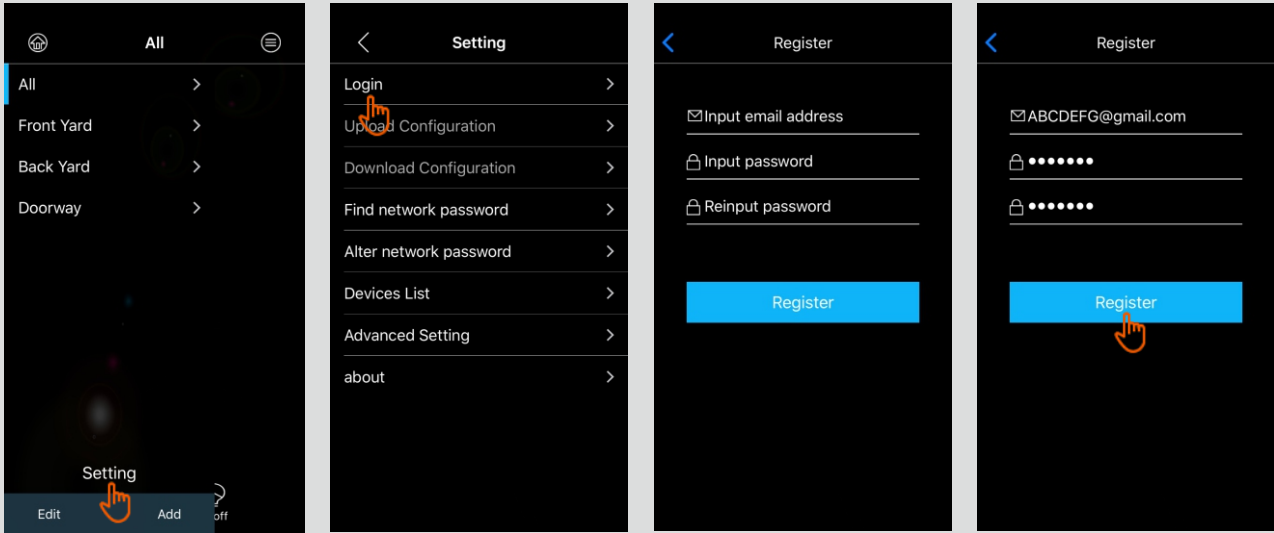 All
All
Front Yard
Back Yard
Doorway
Setting
Edit
Add
off
Setting
Login
Upload Configuration
Download Configuration
Find network password
Alter network password
Devices List
Advanced Setting
about
Register
Input email address
Input password
Reinput password
Register
Register
ABCDEFG@gmail.com
•••••••
•••••••
Register